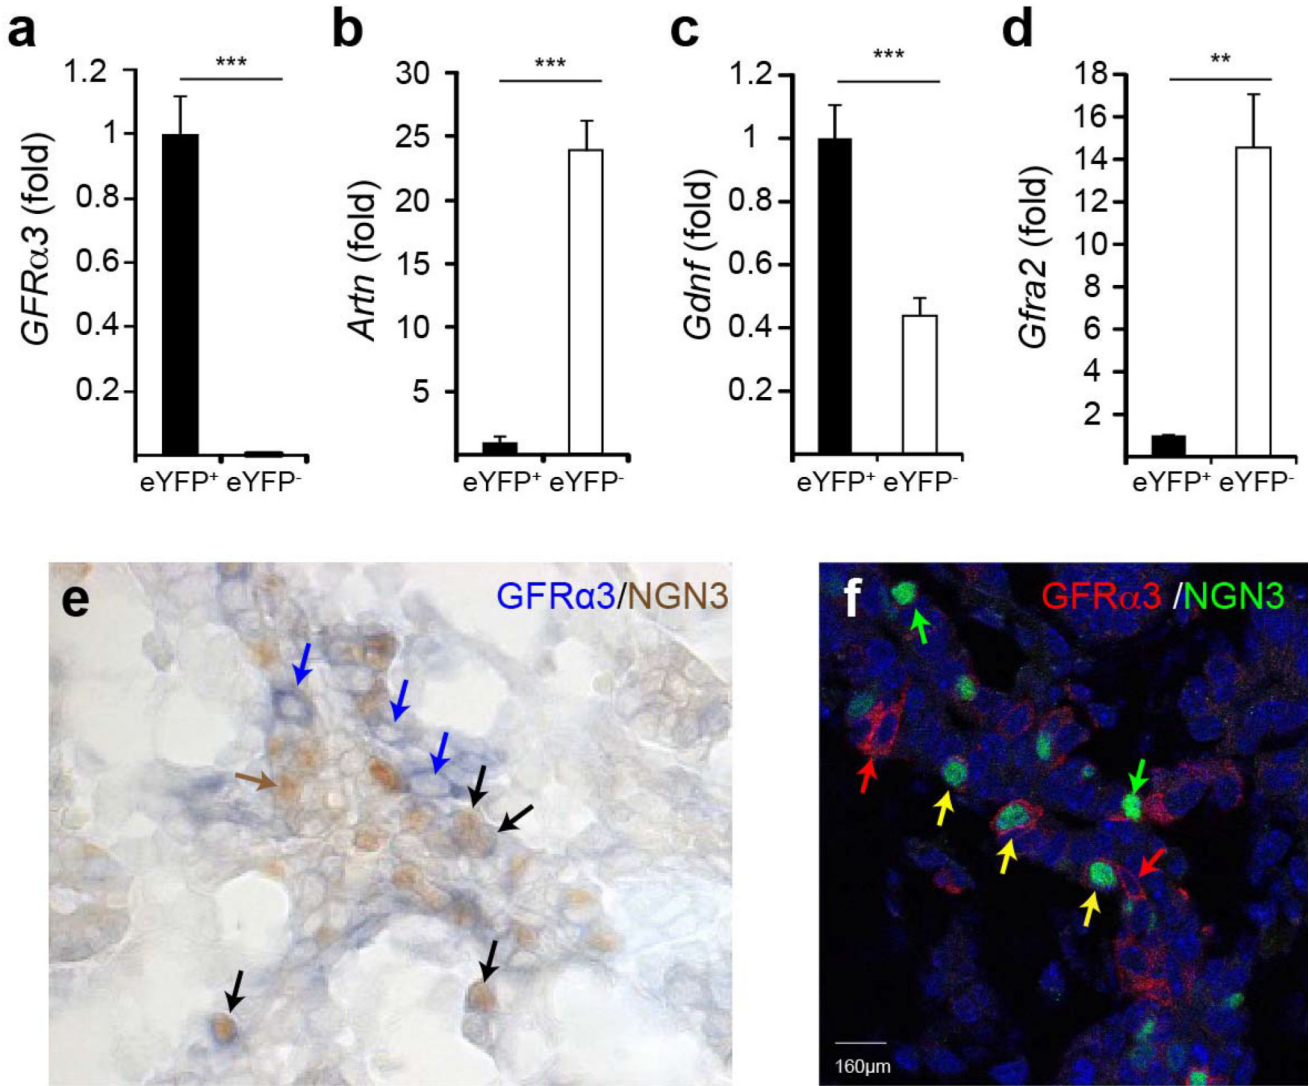 a
***
GFRα3 (fold)
1.2
1
0.8
0.6
0.4
0.2
eYFP+ eYFP-
b
***
Artn (fold)
30
25
20
15
10
5
eYFP+ eYFP-
c
***
Gdnf (fold)
1.2
1
0.8
0.6
0.4
0.2
eYFP+ eYFP-
d
**
Gfra2 (fold)
18
16
14
12
10
8
6
4
2
eYFP+ eYFP-
e
GFRα3/NGN3
f
GFRα3 /NGN3
160µm